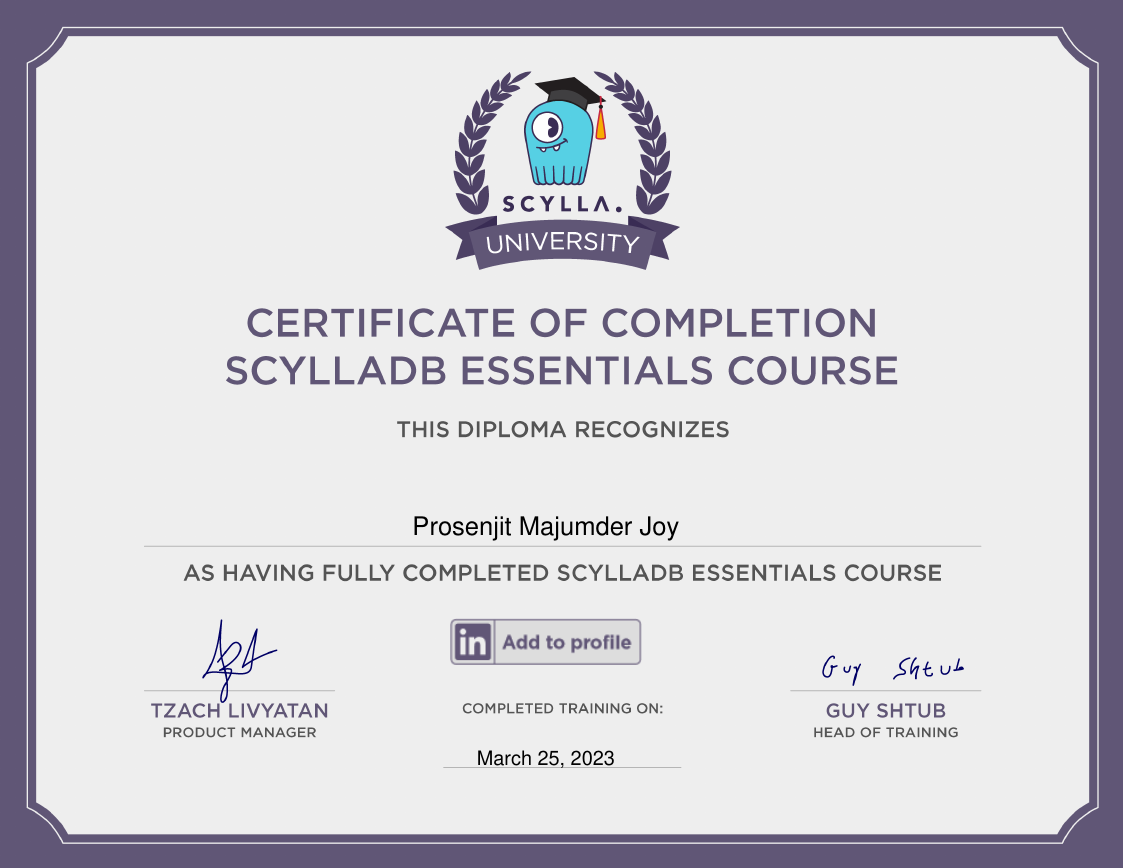 SCYLLA.
UNIVERSITY
CERTIFICATE OF COMPLETION
SCYLLADB ESSENTIALS COURSE
THIS DIPLOMA RECOGNIZES
Prosenjit Majumder Joy
AS HAVING FULLY COMPLETED SCYLLADB ESSENTIALS COURSE
in Add to profile
Guy Shtub
TZACH LIVYATAN
PRODUCT MANAGER
COMPLETED TRAINING ON:
March 25, 2023
GUY SHTUB
HEAD OF TRAINING